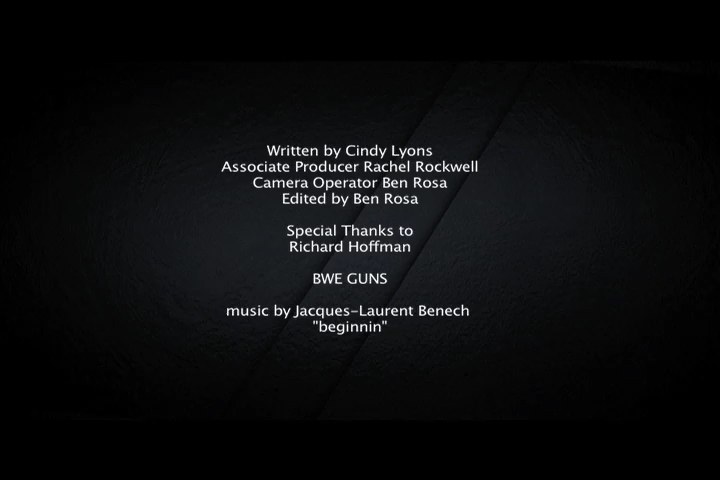 Written by Cindy Lyons
Associate Producer Rachel Rockwell
Camera Operator Ben Rosa
Edited by Ben Rosa
Special Thanks to
Richard Hoffman
BWE GUNS
music by Jacques-Laurent Benech
"beginnin"